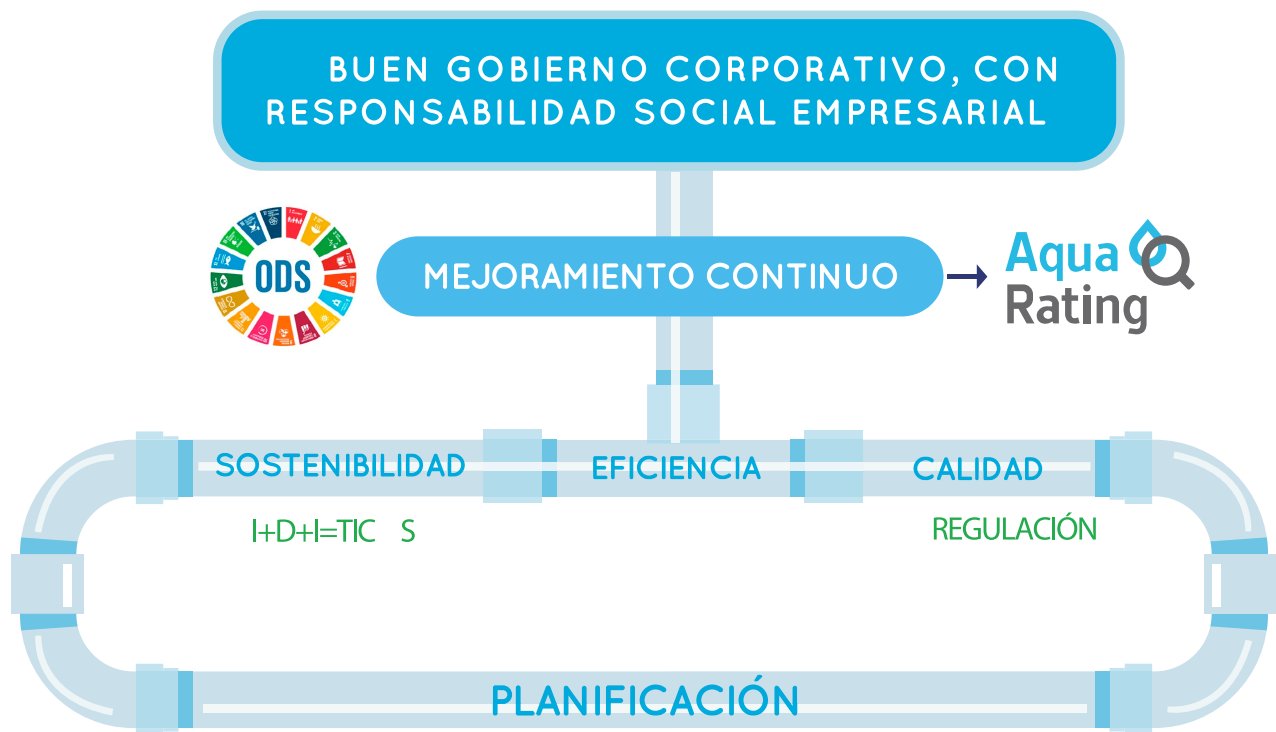 BUEN GOBIERNO CORPORATIVO, CON
RESPONSABILIDAD SOCIAL EMPRESARIAL
ODS
MEJORAMIENTO CONTINUO
Aqua
Rating
SOSTENIBILIDAD
EFICIENCIA
CALIDAD
I+D+I=TIC S
REGULACIÓN
PLANIFICACIÓN